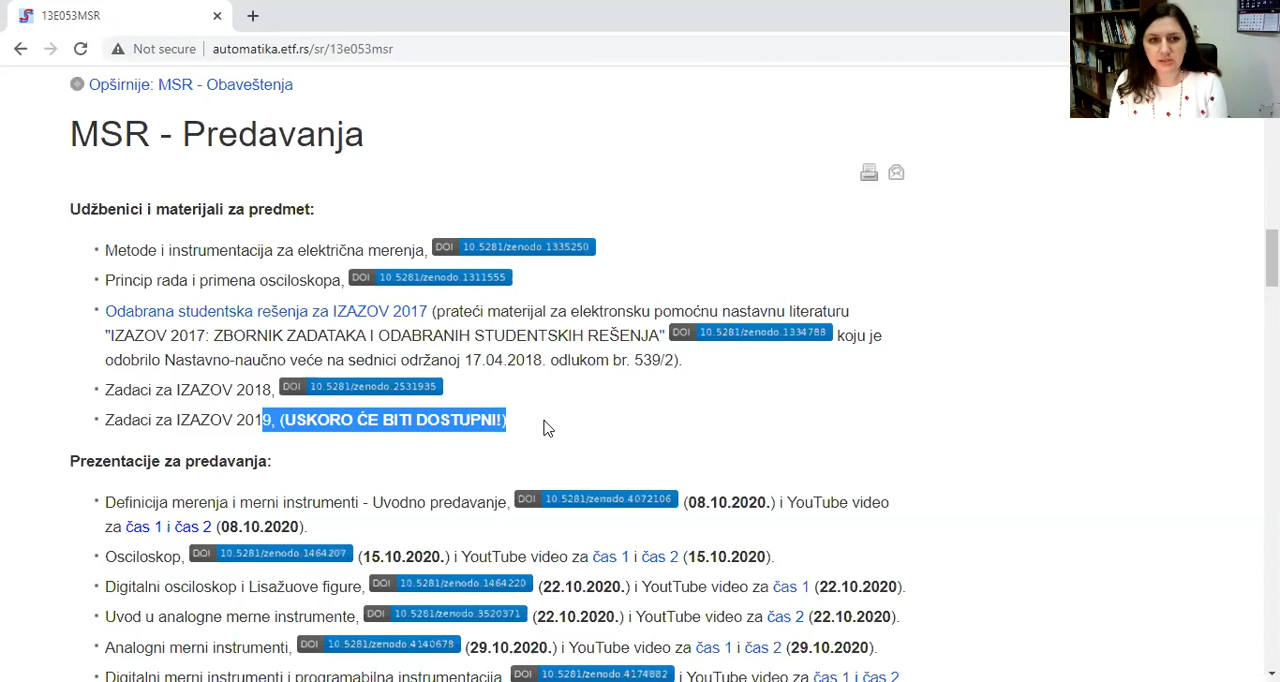 13E053MSR
Not secure automatika.etf.rs/sr/13e053msr
Opširnije: MSR - Obaveštenja
MSR - Predavanja
Udžbenici i materijali za predmet:
Metode i instrumentacija za električna merenja, DOI 10.5281/zenodo.1335250
Princip rada i primena osciloskopa, DOI 10.5281/zenodo.1311555
Odabrana studentska rešenja za IZAZOV 2017 (prateći materijal za elektronsku pomoćnu nastavnu literaturu
"IZAZOV 2017: ZBORNIK ZADATAKA I ODABRANIH STUDENTSKIH REŠENJA" DOI 10.5281/zenodo.1334788 koju je
odobrilo Nastavno-naučno veće na sednici održanoj 17.04.2018. odlukom br. 539/2).
Zadaci za IZAZOV 2018, DOI 10.5281/zenodo.2531935
Zadaci za IZAZOV 2019, (USKORO ĆE BITI DOSTUPNI!)
Prezentacije za predavanja:
Definicija merenja i merni instrumenti - Uvodno predavanje, DOI 10.5281/zenodo.4072106 (08.10.2020.) i YouTube video
za čas 1 i čas 2 (08.10.2020).
Osciloskop, DOI 10.5281/zenodo.1464207 (15.10.2020.) i YoutTube video za čas 1 i čas 2 (15.10.2020).
Digitalni osciloskop i Lisažuove figure, DOI 10.5281/zenodo.1464220 (22.10.2020.) i YoutTube video za čas 1 (22.10.2020).
Uvod u analogne merne instrumente, DOI 10.5281/zenodo.3520371 (22.10.2020.) i YoutTube video za čas 2 (22.10.2020).
Analogni merni instrumenti, DOI 10.5281/zenodo.4140678 (29.10.2020.) i YouTube video za čas 1 i čas 2 (29.10.2020).
Digitalni merni instrumenti i programabilna instrumentacija, DOI 10.5281/zenodo.4174882 i YouTube video za čas 1 i čas 2